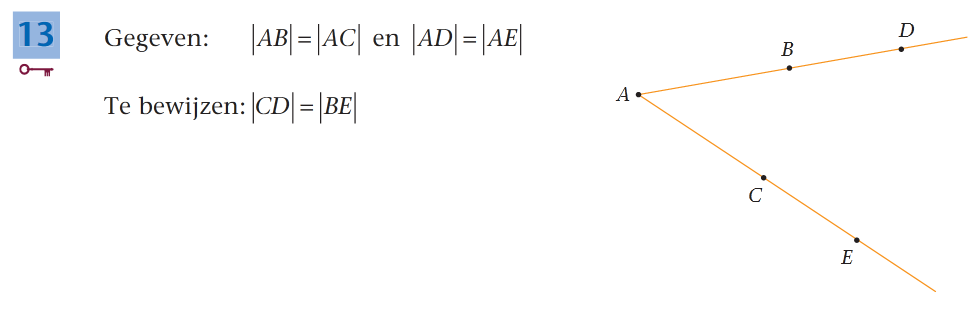 13 Gegeven: |AB| = |AC| en |AD| = |AE|
Te bewijzen: |CD| = |BE|
D
B
A
C
E